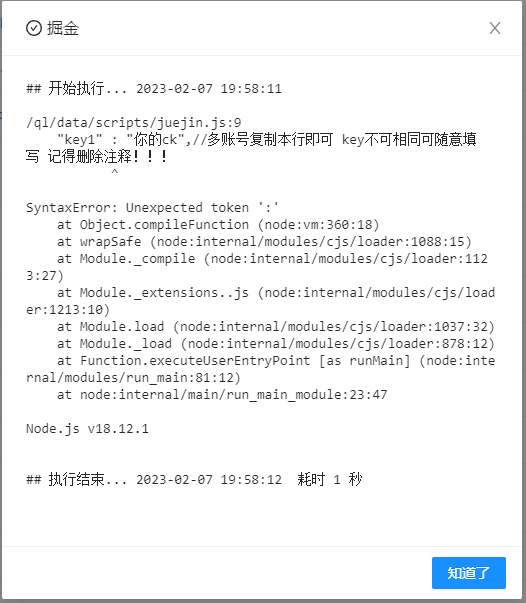 掘金
## 开始执行... 2023-02-07 19:58:11
/ql/data/scripts/juejin.js:9
"key1" : "你的ck",//多账号复制本行即可 key不可相同可随意填
写 记得删除注释！！！
^
SyntaxError: Unexpected token ':'
at Object.compileFunction (node:vm:360:18)
at wrapSafe (node:internal/modules/cjs/loader:1088:15)
at Module._compile (node:internal/modules/cjs/loader:112
3:27)
at Module._extensions..js (node:internal/modules/cjs/load
er:1213:10)
at Module.load (node:internal/modules/cjs/loader:1037:32)
at Module._load (node:internal/modules/cjs/loader:878:12)
at Function.executeUserEntryPoint [as runMain] (node:inte
rnal/modules/run_main:81:12)
at node:internal/main/run_main_module:23:47
Node.js v18.12.1
## 执行结束... 2023-02-07 19:58:12  耗时 1 秒
知道了